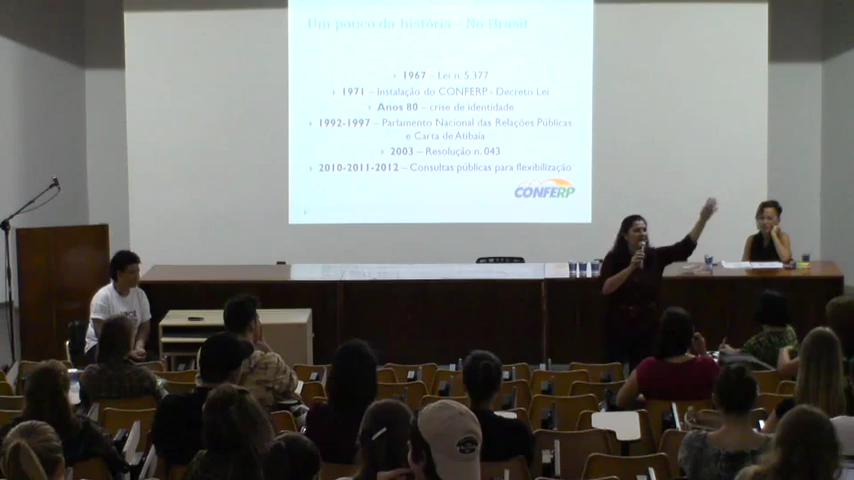 Um pouco da história – No Brasil
› 1967 – Lei n. 5.377
› 1971 – Instalação do CONFERP - Decreto Lei
› Anos 80 – crise de identidade
› 1992-1997 – Parlamento Nacional das Relações Públicas
e Carta de Atibaia
› 2003 – Resolução n. 043
› 2010-2011-2012 – Consultas públicas para flexibilização
CONFERP